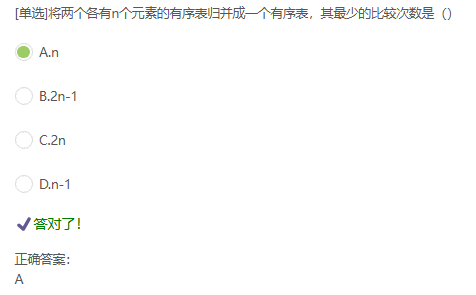 [单选]将两个各有n个元素的有序表归并成一个有序表，其最少的比较次数是（）
A.n
B.2n-1
C.2n
D.n-1
答对了！
正确答案：
A